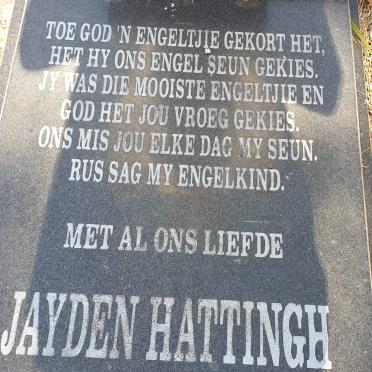 TOE GOD 'N ENGELTJIE GEKORT HET,
HET HY ONS ENGEL SEUN GEKIES.
JY WAS DIE MOOISTE ENGELTJIE EN
GOD HET JOU VROEG GEKIES.
ONS MIS JOU ELKE DAG MY SEUN.
RUS SAG MY ENGELKIND.
MET AL ONS LIEFDE
JAYDEN HATTINGH